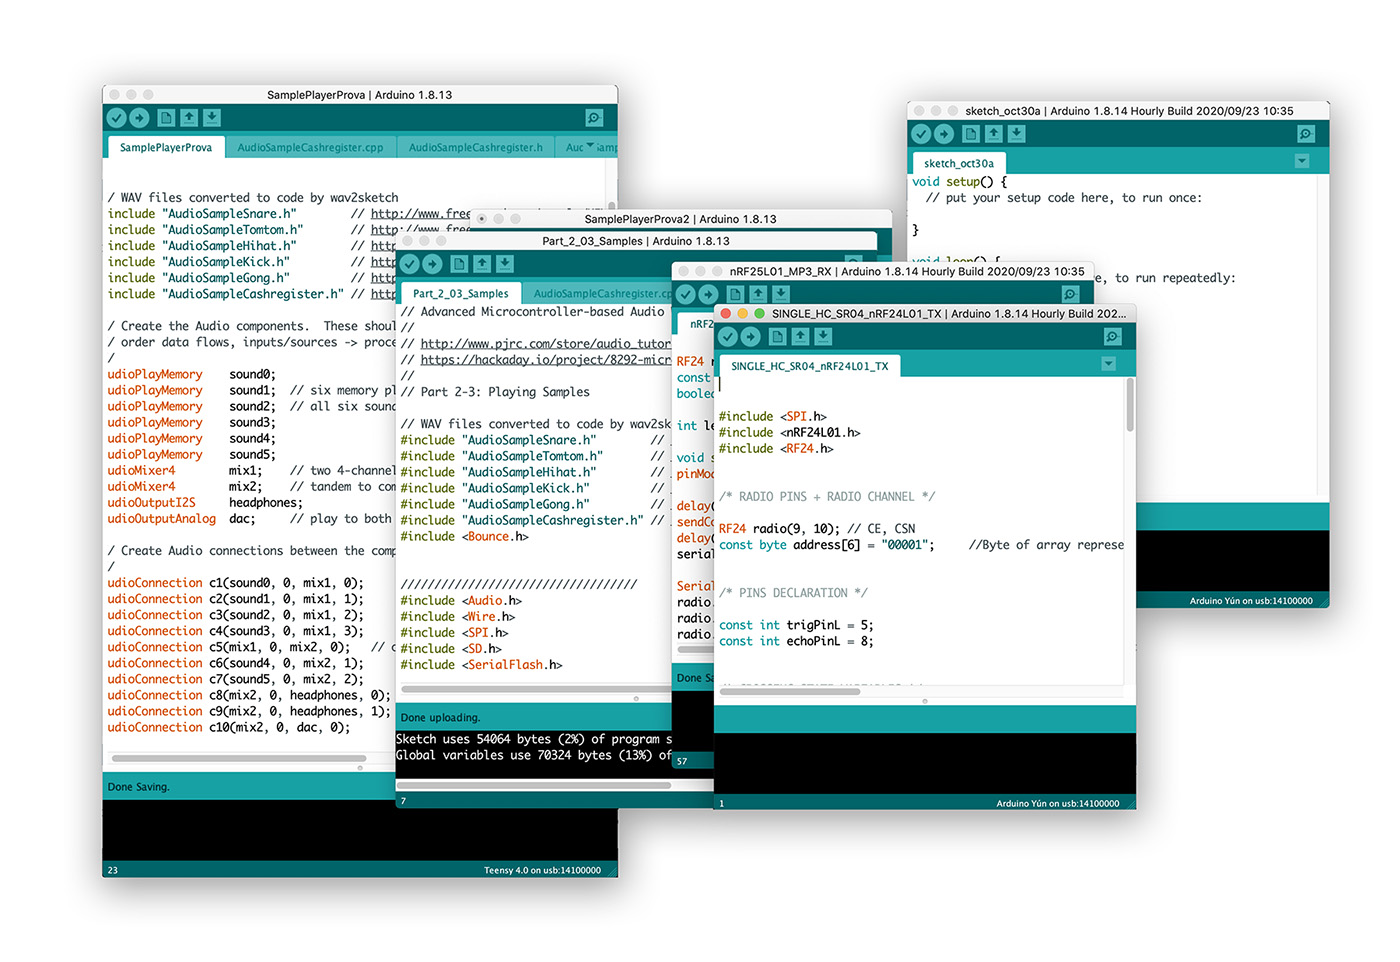 SamplePlayerProva | Arduino 1.8.13
SamplePlayerProva
AudioSampleCashregister.cpp
AudioSampleCashregister.h
/ WAV files converted to code by wav2sketch
include "AudioSampleSnare.h" // http://www.free
include "AudioSampleTomtom.h" // http://www.free
include "AudioSampleHihat.h" // http
include "AudioSampleKick.h" // http
include "AudioSampleGong.h" // http
include "AudioSampleCashregister.h" // http
/ Create the Audio components. These shoul
/ order data flows, inputs/sources -> proce
/
udioPlayMemory sound0;
udioPlayMemory sound1; // six memory pl
udioPlayMemory sound2; // all six soun
udioPlayMemory sound3;
udioPlayMemory sound4;
udioPlayMemory sound5;
udioMixer4 mix1; // two 4-channel
udioMixer4 mix2; // tandem to com
udioOutputI2S headphones;
udioOutputAnalog dac; // play to both
/ Create Audio connections between the comp
/
udioConnection c1(sound0, 0, mix1, 0);
udioConnection c2(sound1, 0, mix1, 1);
udioConnection c3(sound2, 0, mix1, 2);
udioConnection c4(sound3, 0, mix1, 3);
udioConnection c5(mix1, 0, mix2, 0); // c
udioConnection c6(sound4, 0, mix2, 1);
udioConnection c7(sound5, 0, mix2, 2);
udioConnection c8(mix2, 0, headphones, 0);
udioConnection c9(mix2, 0, headphones, 1);
udioConnection c10(mix2, 0, dac, 0);
Done Saving.
23
Teensy 4.0 on usb:14100000
SamplePlayerProva2 | Arduino 1.8.13
Part_2_03_Samples | Arduino 1.8.13
Part_2_03_Samples
AudioSampleCashregister.cp
// Advanced Microcontroller-based Audio
//
// http://www.pjrc.com/store/audio_tutor
// https://hackaday.io/project/8292-micr
//
// Part 2-3: Playing Samples
// WAV files converted to code by wav2sk
#include "AudioSampleSnare.h" //
#include "AudioSampleTomtom.h" //
#include "AudioSampleHihat.h" //
#include "AudioSampleKick.h" //
#include "AudioSampleGong.h" //
#include "AudioSampleCashregister.h" //
#include <Bounce.h>
///////////////////////////////////
#include <Audio.h>
#include <Wire.h>
#include <SPI.h>
#include <SD.h>
#include <SerialFlash.h>
Done uploading.
Sketch uses 54064 bytes (2%) of program s
Global variables use 70324 bytes (13%) of
7
nRF25L01_MP3_RX | Arduino 1.8.14 Hourly Build 2020/09/23 10:35
nRF2
RF24 r
const
boolea
int le
void s
pinMod
delay(
sendCo
delay(
serial
Serial
radio.
radio.
radio.
Done Sa
57
SINGLE_HC_SR04_nRF24L01_TX | Arduino 1.8.14 Hourly Build 202...
SINGLE_HC_SR04_nRF24L01_TX
#include <SPI.h>
#include <nRF24L01.h>
#include <RF24.h>
/* RADIO PINS + RADIO CHANNEL */
RF24 radio(9, 10); // CE, CSN
const byte address[6] = "00001"; //Byte of array represe
/* PINS DECLARATION */
const int trigPinL = 5;
const int echoPinL = 8;
1
Arduino Yún on usb:14100000
sketch_oct30a | Arduino 1.8.14 Hourly Build 2020/09/23 10:35
sketch_oct30a
void setup() {
// put your setup code here, to run once:
}
void loop() {
e, to run repeatedly:
Arduino Yún on usb:14100000